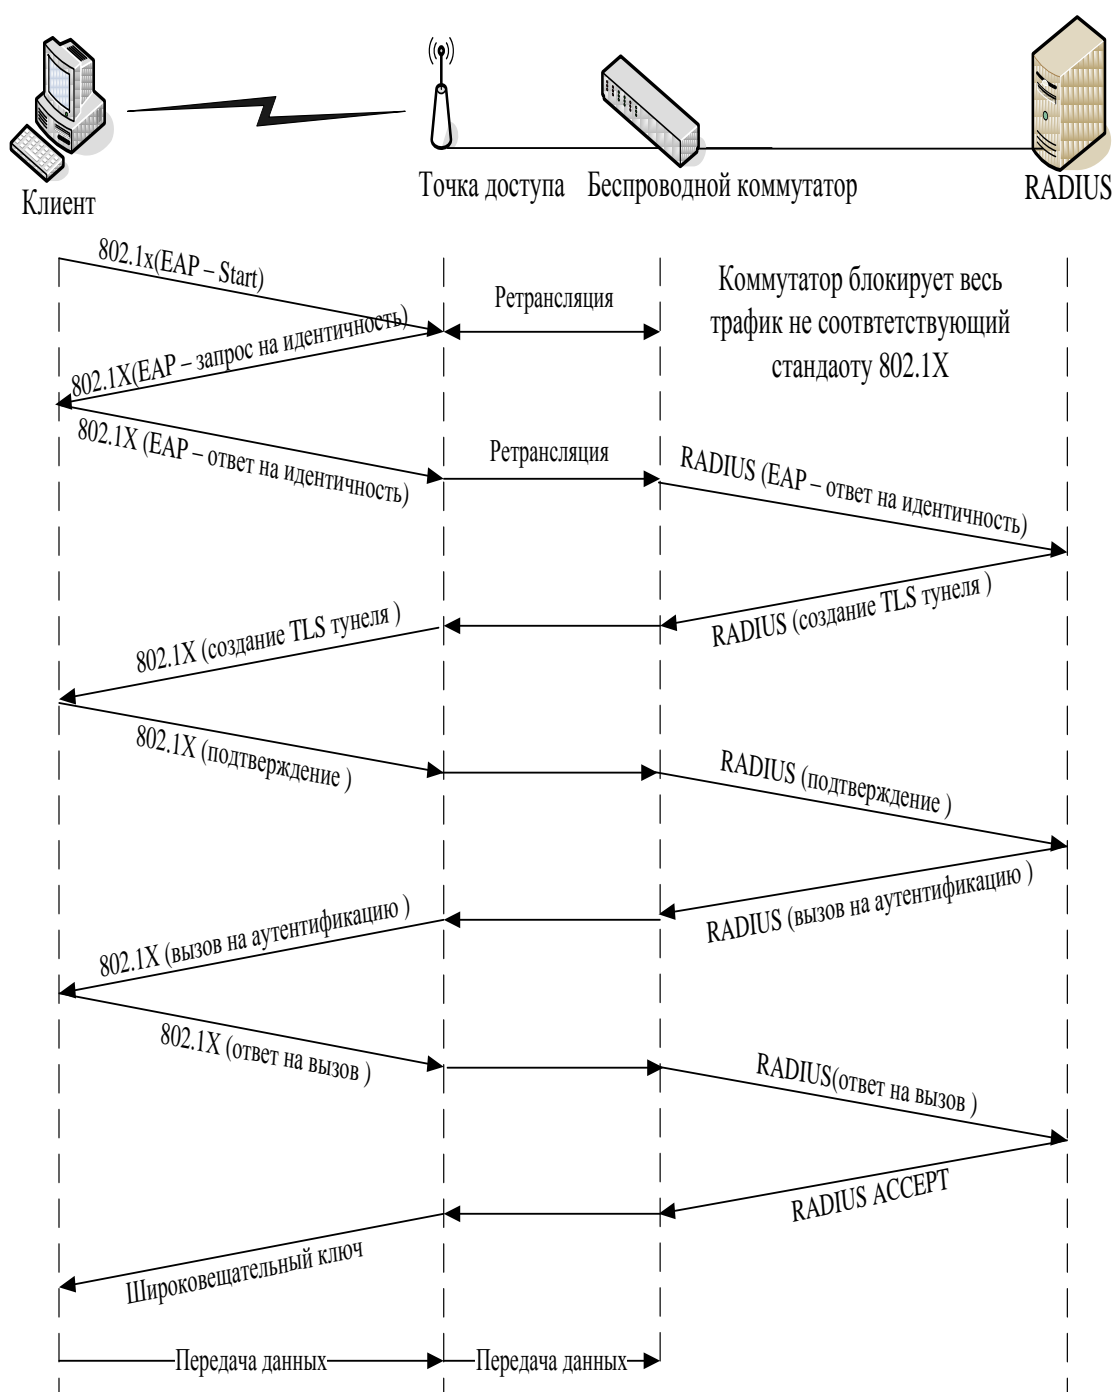 Клиент
Точка доступа
Беспроводной коммутатор
RADIUS
802.1x(EAP – Start)
Ретрансляция
Коммутатор блокирует весь
трафик не соотвтетствующий
стандаоту 802.1X
802.1X(EAP – запрос на идентичность)
802.1X (EAP – ответ на идентичность)
Ретрансляция
RADIUS (EAP – ответ на идентичность)
RADIUS (создание TLS тунеля )
802.1X (создание TLS тунеля )
802.1X (подтверждение )
RADIUS (подтверждение )
RADIUS (вызов на аутентификацию )
802.1X (вызов на аутентификацию )
802.1X (ответ на вызов )
RADIUS(ответ на вызов )
RADIUS ACCEPT
Широковещательный ключ
Передача данных
Передача данных